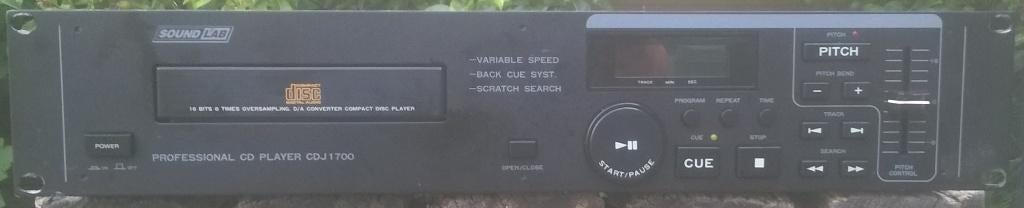 SOUND LAB
-VARIABLE SPEED
-BACK CUE SYST.
-SCRATCH SEARCH
COMPACT
disc
DIGITAL AUDIO
16 BITS 8 TIMES OVERSAMPLING, D/A CONVERTER COMPACT DISC PLAYER
POWER
PROFESSIONAL CD PLAYER CDJ1700
OPEN/CLOSE
TRACK MIN SEC
PROGRAM REPEAT TIME
START/PAUSE
CUE STOP
CUE
PITCH
PITCH
PITCH BEND
TRACK
SEARCH
PITCH
CONTROL